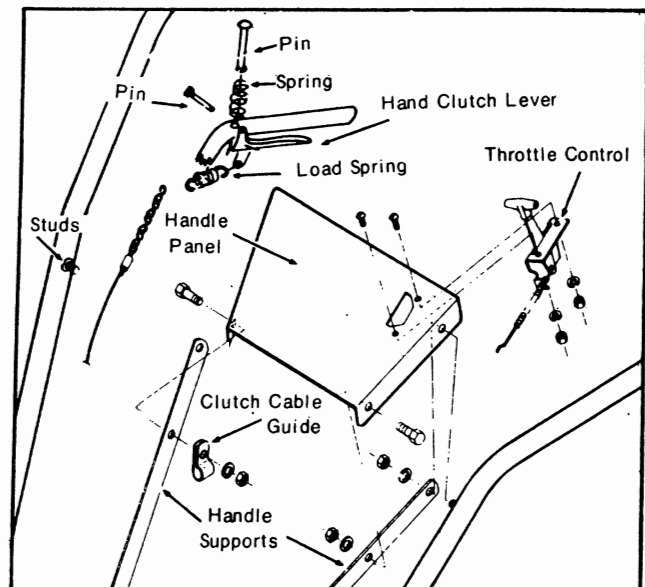 Pin
Spring
Pin
Hand Clutch Lever
Load Spring
Throttle Control
Studs
Handle
Panel
Clutch Cable
Guide
Handle
Supports